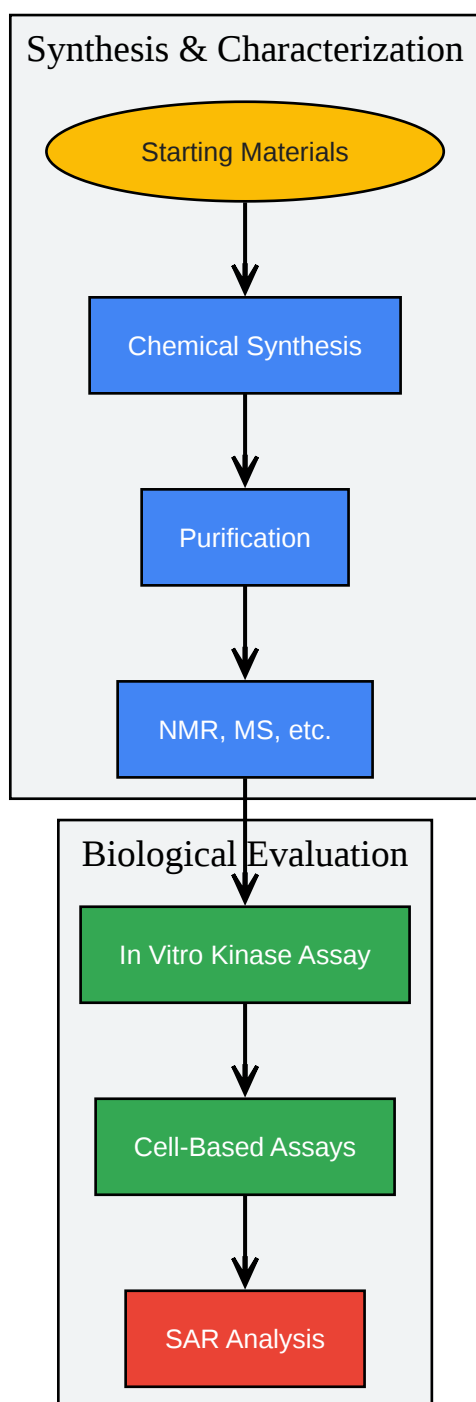 Synthesis & Characterization
Starting Materials
Chemical Synthesis
Purification
NMR, MS, etc.
Biological Evaluation
In Vitro Kinase Assay
Cell-Based Assays
SAR Analysis